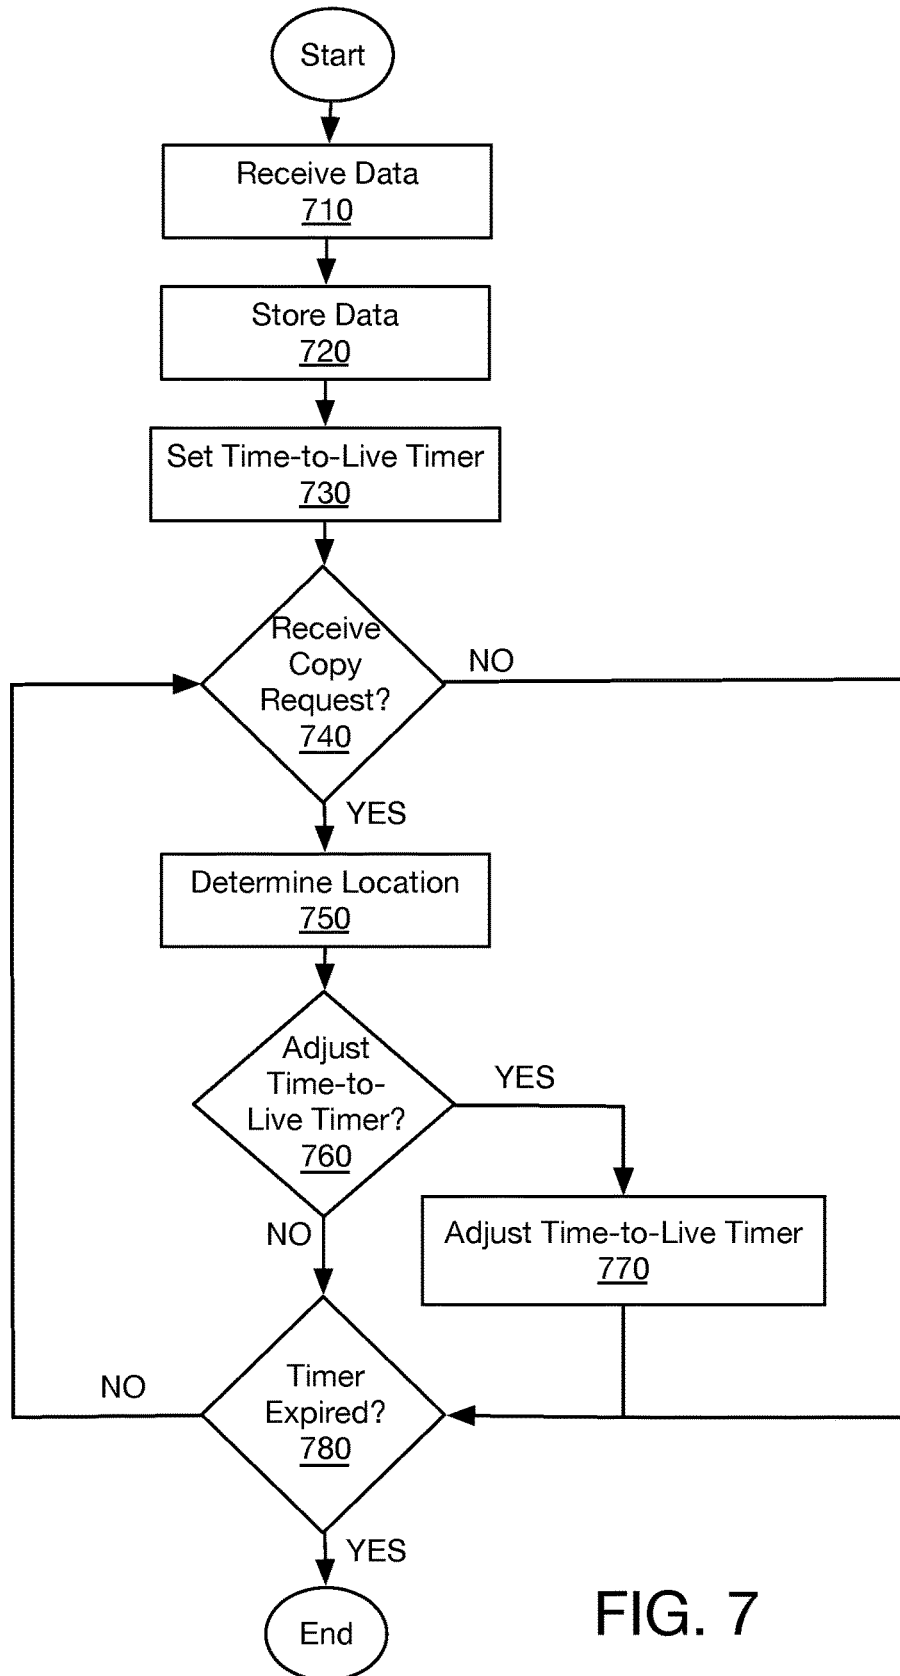 Start
Receive Data
710
Store Data
720
Set Time-to-Live Timer
730
Receive
Copy
Request?
740
NO
YES
Determine Location
750
Adjust
Time-to-
Live Timer?
760
YES
NO
Adjust Time-to-Live Timer
770
Timer
Expired?
780
NO
YES
End
FIG. 7